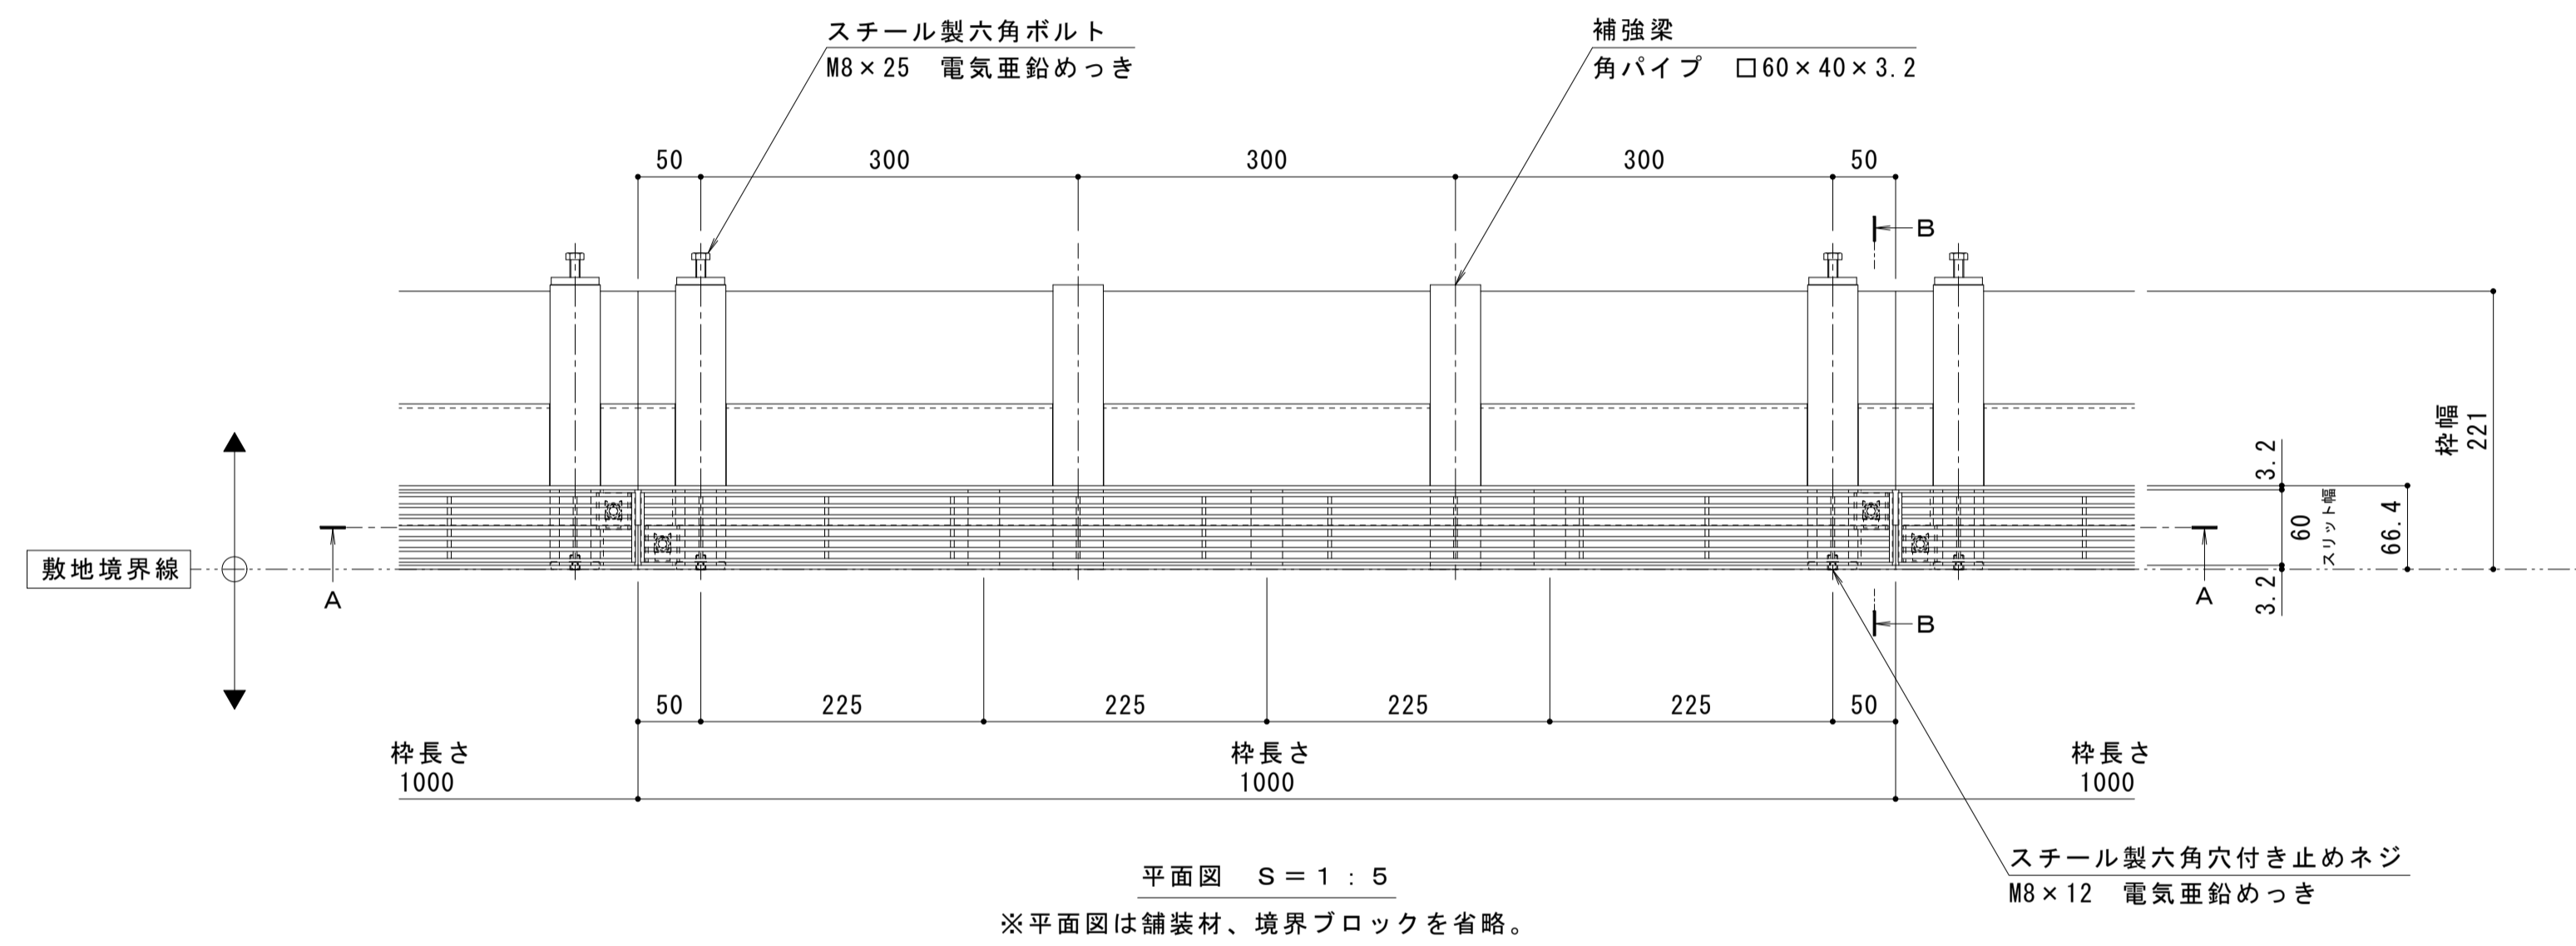 スチール製六角ボルト
M8×25 電気亜鉛めっき
補強梁
角パイプ □60×40×3.2
50 300 300 300 50
B
枠幅
221
3.2
60
スリット幅
66.4
3.2
敷地境界線
A
A
B
50 225 225 225 225 50
枠長さ
1000
枠長さ
1000
枠長さ
1000
スチール製六角穴付き止めネジ
M8×12 電気亜鉛めっき
平面図 S=1:5
※平面図は舗装材、境界ブロックを省略。